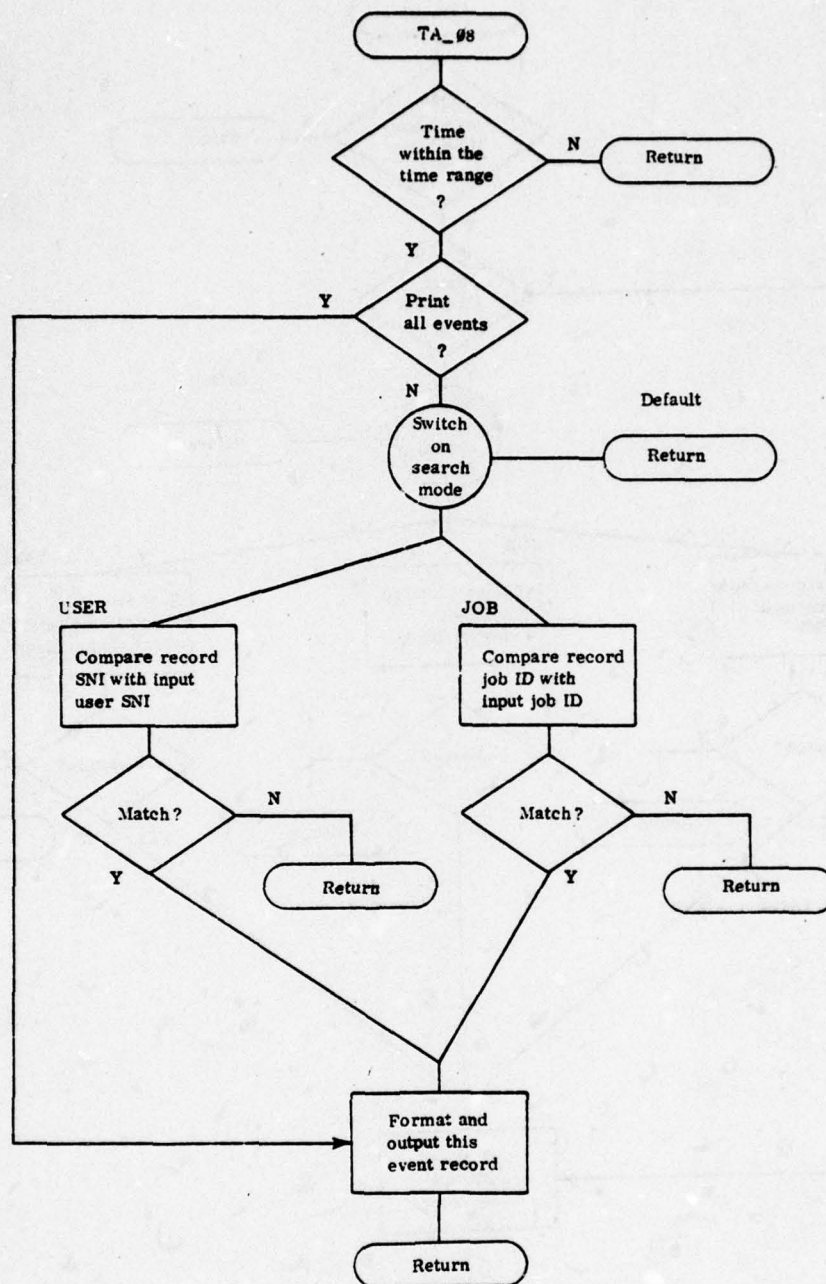 TA_08
Time
within the
time range
?
N
Return
Y
Y
Print
all events
?
N
Default
Switch
on
search
mode
Return
USER
JOB
Compare record
SNI with input
user SNI
Compare record
job ID with
input job ID
Match?
N
Match?
N
Y
Return
Y
Return
Format and
output this
event record
Return